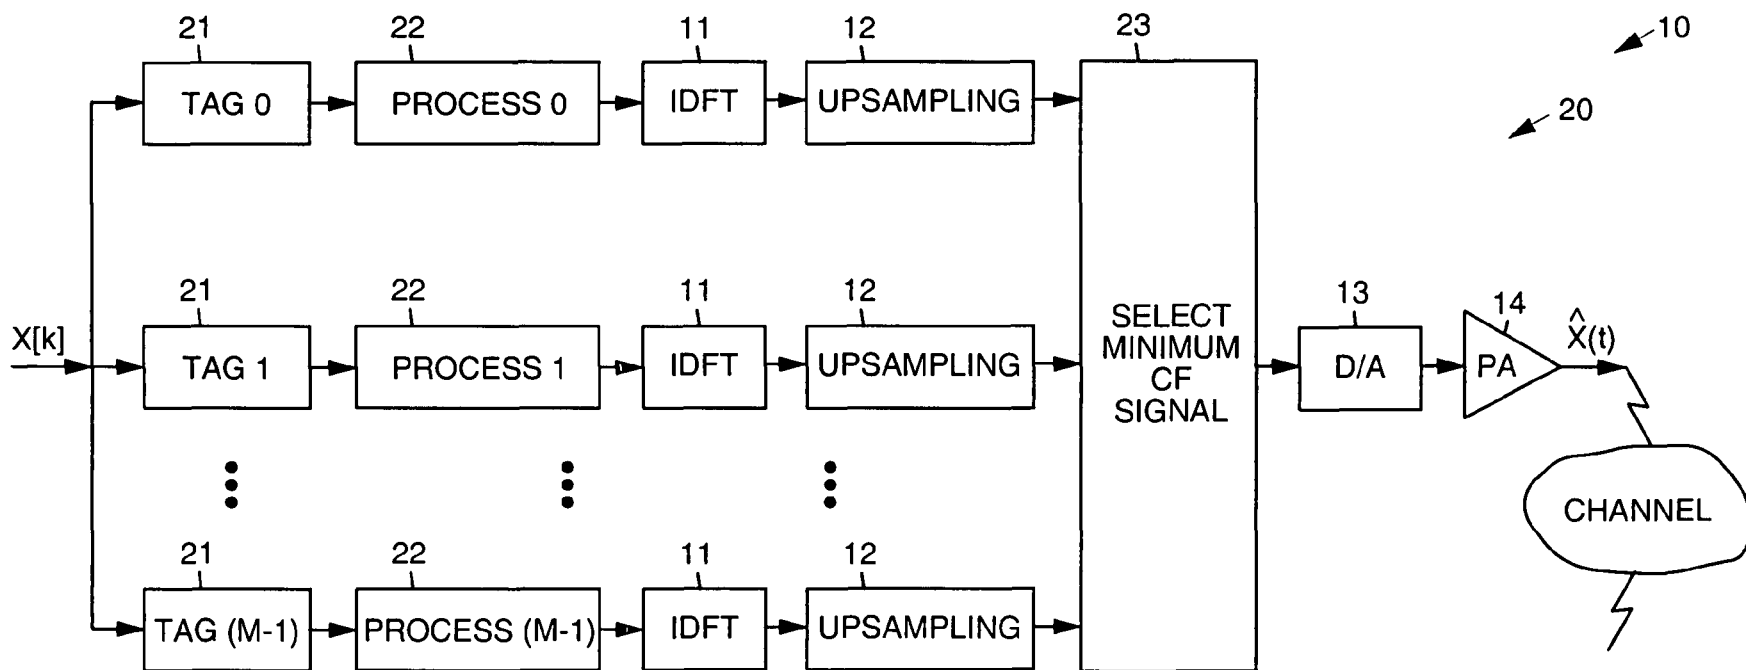 21 22 11 12 23 10
TAG 0 PROCESS 0 IDFT UPSAMPLING
20
21 22 11 12
X[k] TAG 1 PROCESS 1 IDFT UPSAMPLING
SELECT
MINIMUM
CF
SIGNAL
13 14
D/A PA X̂(t)
CHANNEL
21 22 11 12
TAG (M-1) PROCESS (M-1) IDFT UPSAMPLING